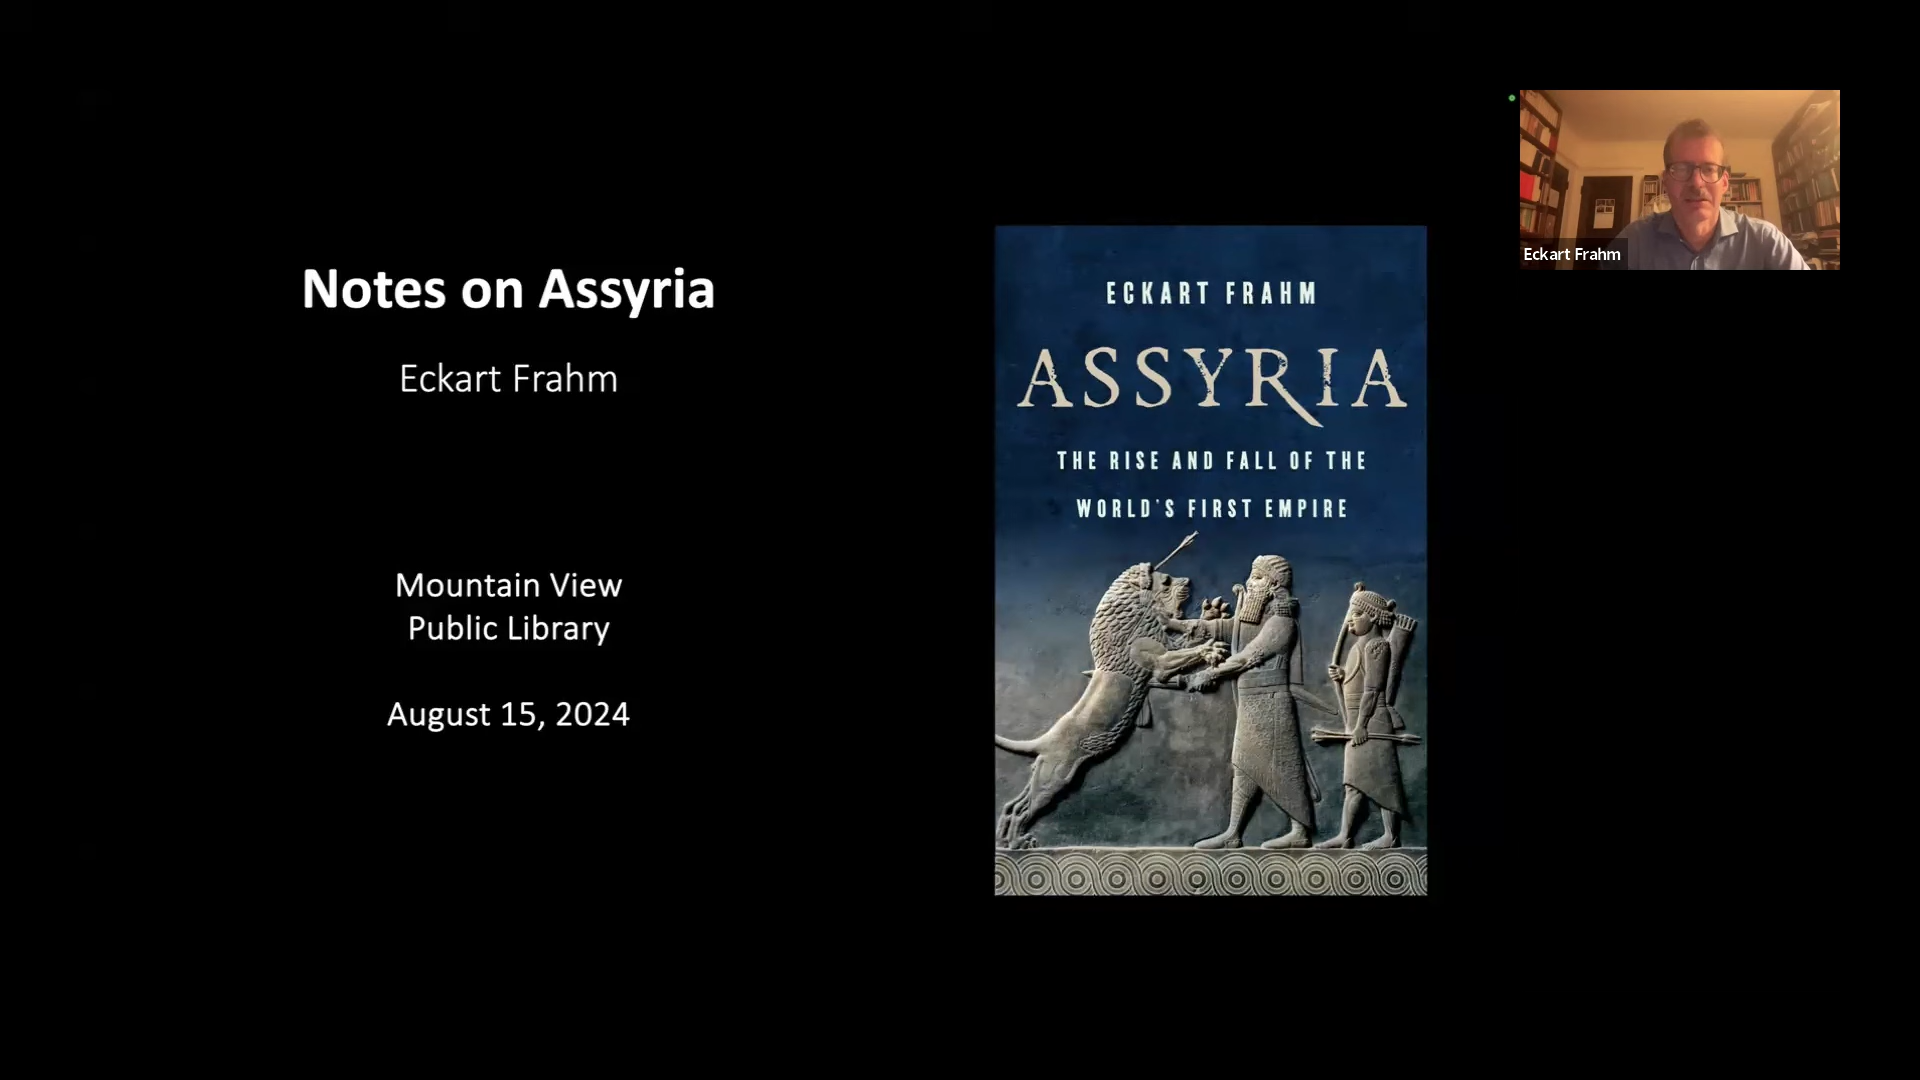 Notes on Assyria
Eckart Frahm
Mountain View
Public Library
August 15, 2024
ECKART FRAHM
ASSYRIA
THE RISE AND FALL OF THE
WORLD'S FIRST EMPIRE
Eckart Frahm